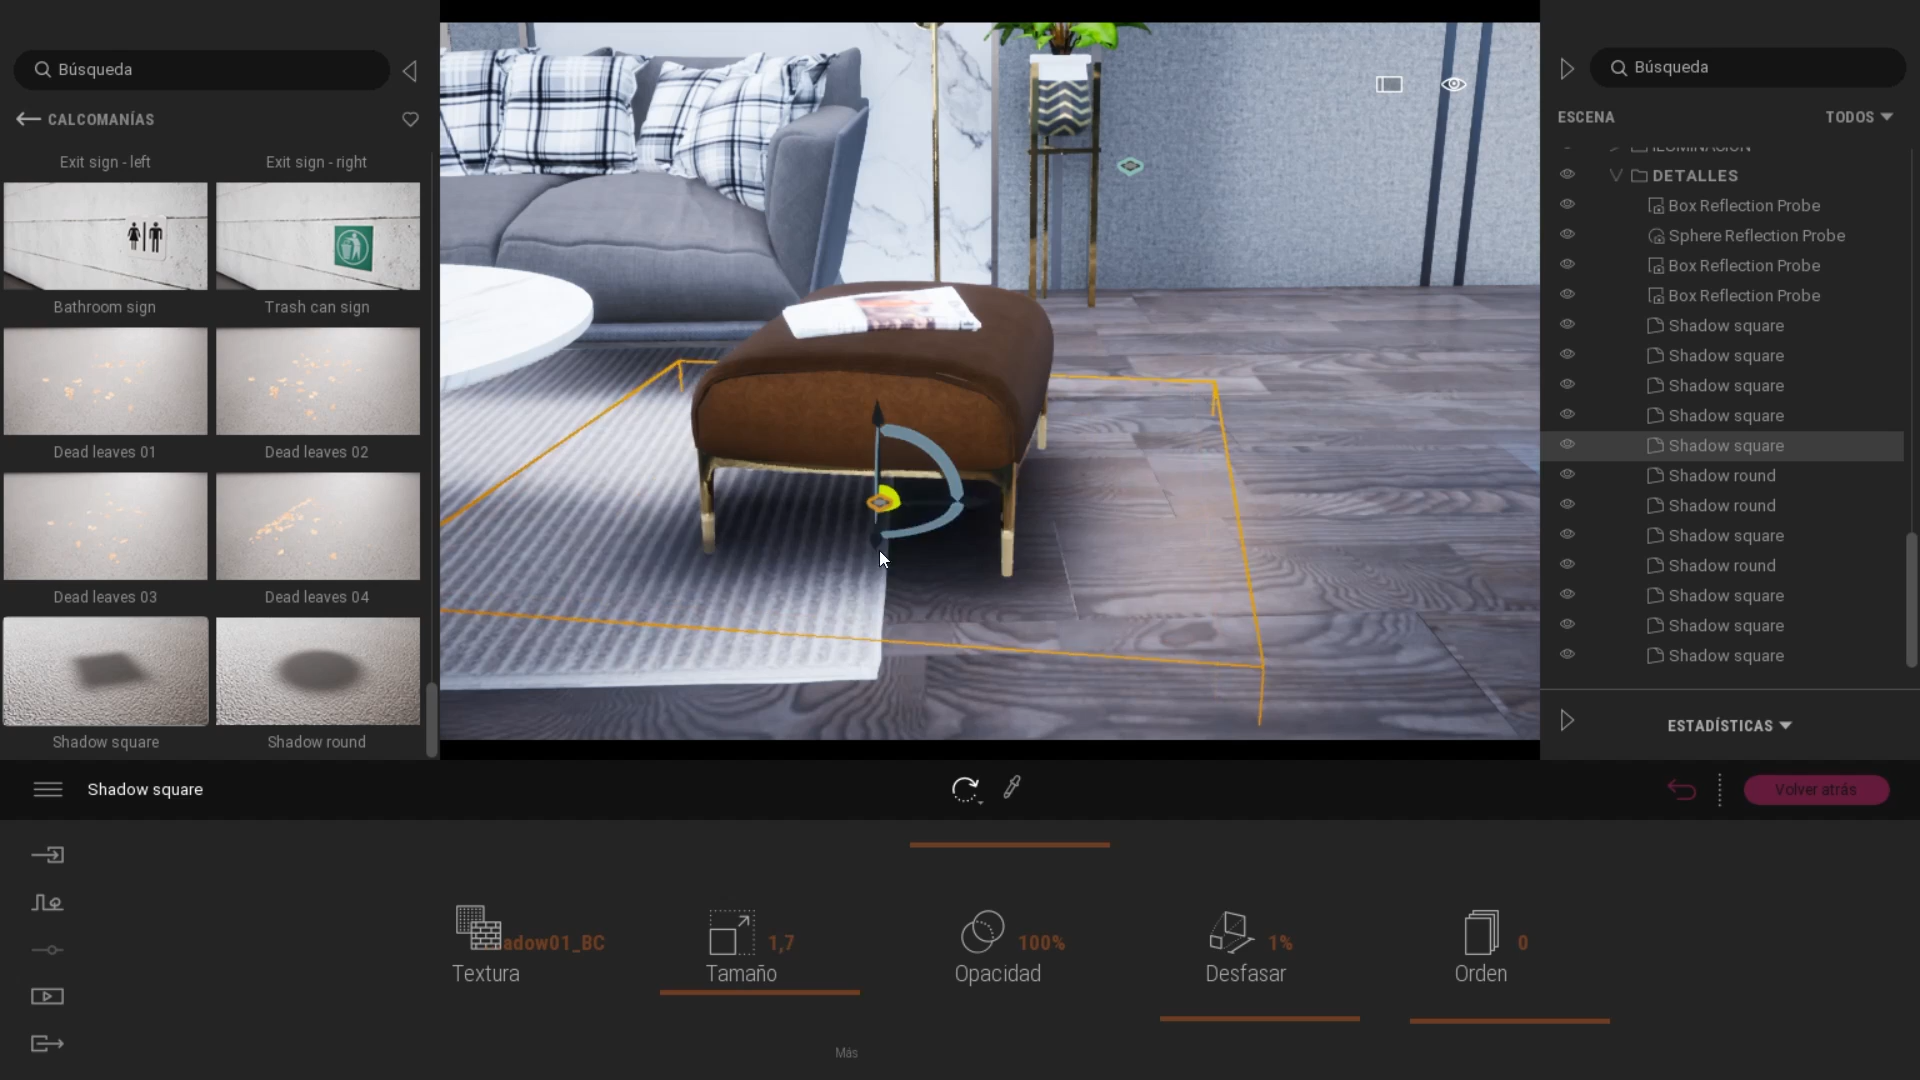 Búsqueda
CALCOMANÍAS
Exit sign - left
Exit sign - right
Bathroom sign
Trash can sign
Dead leaves 01
Dead leaves 02
Dead leaves 03
Dead leaves 04
Shadow square
Shadow round
Búsqueda
ESCENA
TODOS
ILUMINACIÓN
DETALLES
Box Reflection Probe
Sphere Reflection Probe
Box Reflection Probe
Box Reflection Probe
Shadow square
Shadow square
Shadow square
Shadow square
Shadow square
Shadow round
Shadow round
Shadow square
Shadow round
Shadow square
Shadow square
Shadow square
ESTADÍSTICAS
Shadow square
Volver atrás
adow01_BC
Textura
1,7
Tamaño
100%
Opacidad
1%
Desfasar
0
Orden
Más